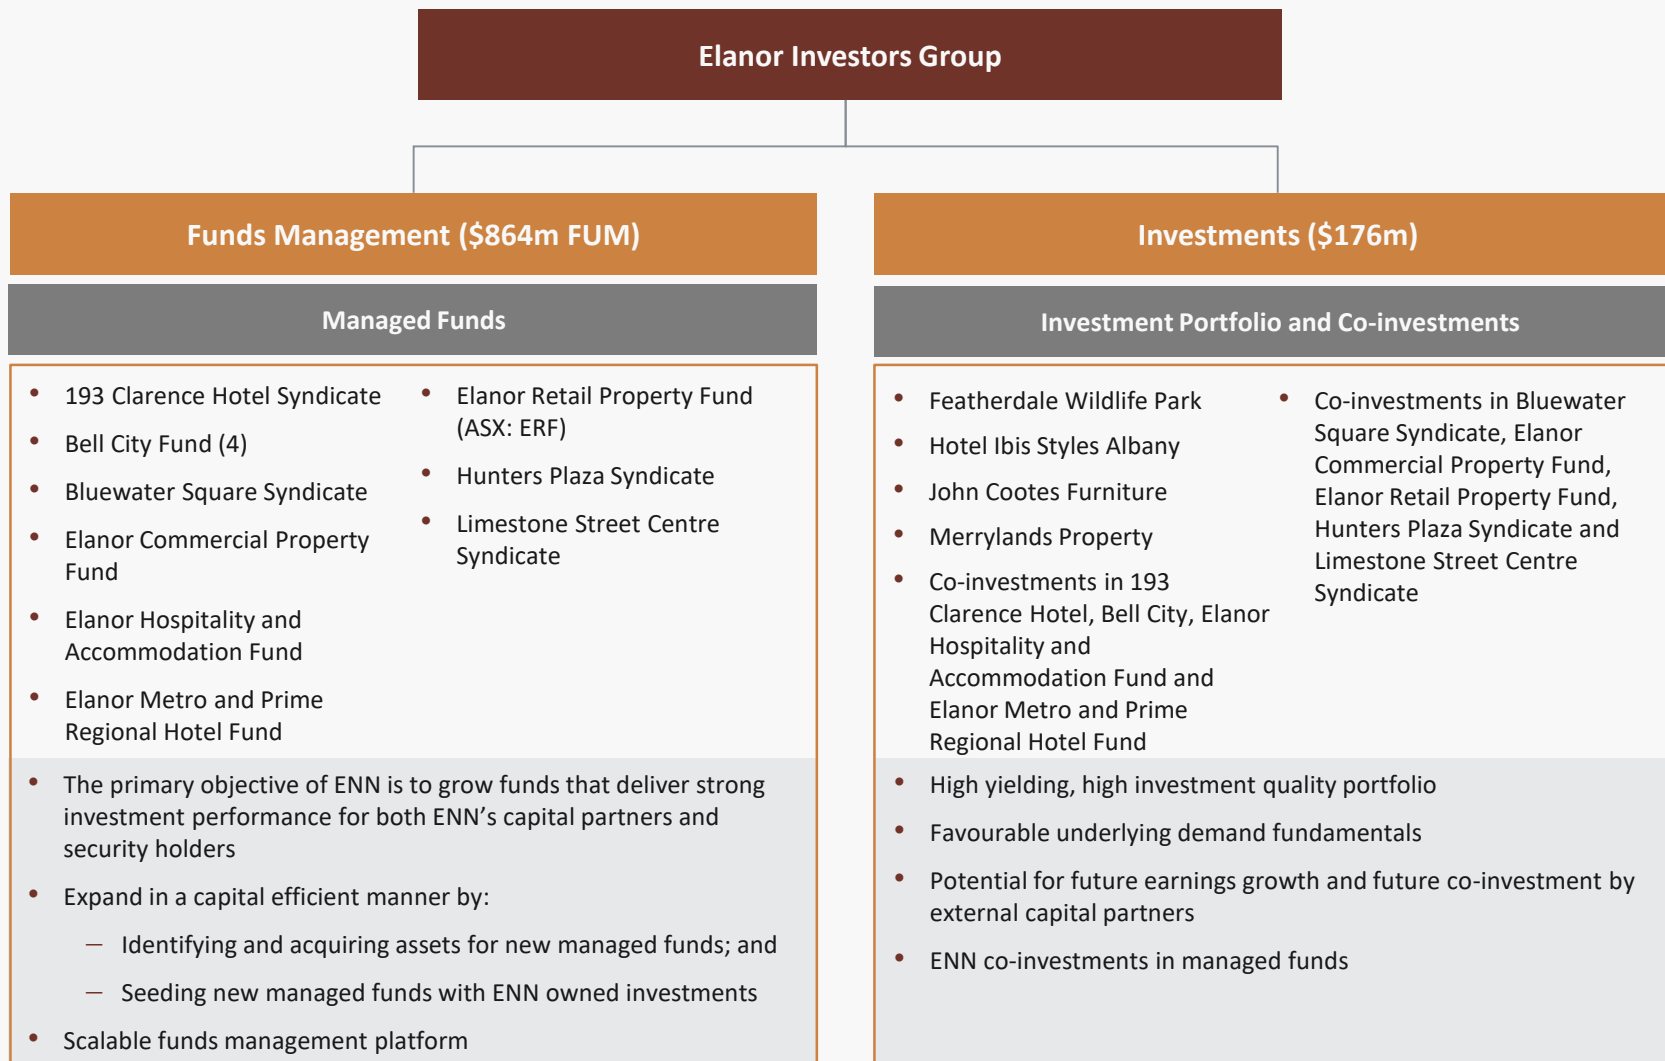 Elanor Investors Group
Funds Management ($864m FUM)
Managed Funds
• 193 Clarence Hotel Syndicate
• Bell City Fund (4)
• Bluewater Square Syndicate
• Elanor Commercial Property
Fund
• Elanor Hospitality and
Accommodation Fund
• Elanor Metro and Prime
Regional Hotel Fund
• Elanor Retail Property Fund
(ASX: ERF)
• Hunters Plaza Syndicate
• Limestone Street Centre
Syndicate
• The primary objective of ENN is to grow funds that deliver strong
investment performance for both ENN's capital partners and
security holders
• Expand in a capital efficient manner by:
– Identifying and acquiring assets for new managed funds; and
– Seeding new managed funds with ENN owned investments
• Scalable funds management platform
Investments ($176m)
Investment Portfolio and Co-investments
• Featherdale Wildlife Park
• Hotel Ibis Styles Albany
• John Cootes Furniture
• Merrylands Property
• Co-investments in 193
Clarence Hotel, Bell City, Elanor
Hospitality and
Accommodation Fund and
Elanor Metro and Prime
Regional Hotel Fund
• Co-investments in Bluewater
Square Syndicate, Elanor
Commercial Property Fund,
Elanor Retail Property Fund,
Hunters Plaza Syndicate and
Limestone Street Centre
Syndicate
• High yielding, high investment quality portfolio
• Favourable underlying demand fundamentals
• Potential for future earnings growth and future co-investment by
external capital partners
• ENN co-investments in managed funds